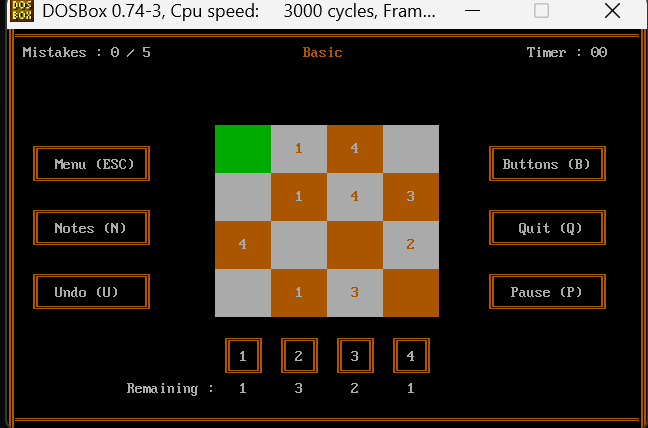 DOS
BOX
DOSBox 0.74-3, Cpu speed: 3000 cycles, Fram...
Mistakes : 0 / 5
Basic
Timer : 00
1 4
Menu (ESC)
Buttons (B)
1 4 3
Notes (N)
4 2
Quit (Q)
Undo (U)
1 3
Pause (P)
1 2 3 4
Remaining : 1 3 2 1